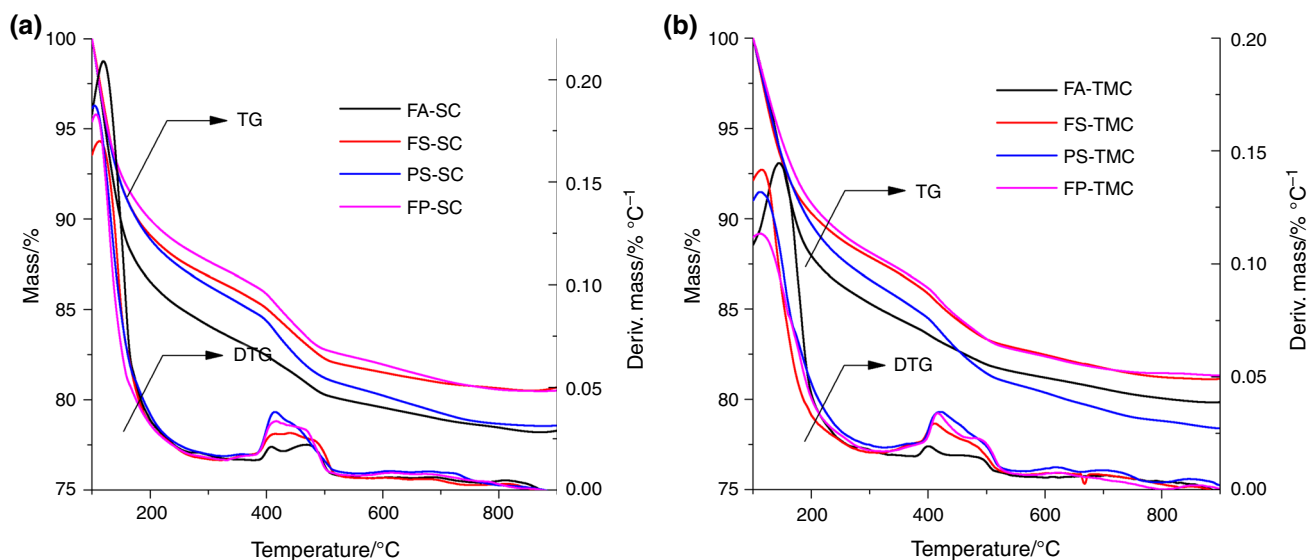 (a)
100
95
90
85
80
75
Mass/%
TG
DTG
FA-SC
FS-SC
PS-SC
FP-SC
0.20
0.15
0.10
0.05
0.00
Deriv. mass/% °C⁻¹
200
400
600
800
Temperature/°C
(b)
100
95
90
85
80
75
Mass/%
TG
DTG
FA-TMC
FS-TMC
PS-TMC
FP-TMC
0.20
0.15
0.10
0.05
0.00
Deriv. mass/% °C⁻¹
200
400
600
800
Temperature/°C